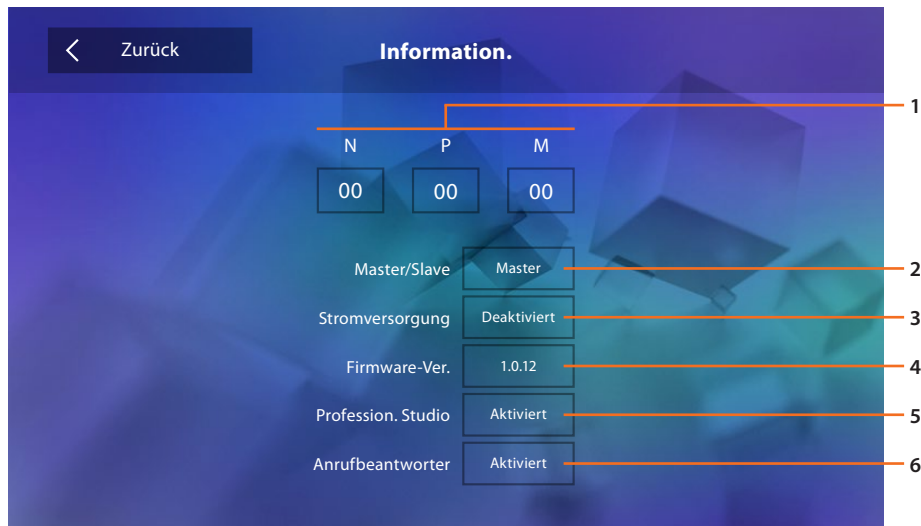 Zurück Information.
1
N P M
00 00 00
Master/Slave Master 2
Stromversorgung Deaktiviert 3
Firmware-Ver. 1.0.12 4
Profession. Studio Aktiviert 5
Anrufbeantworter Aktiviert 6